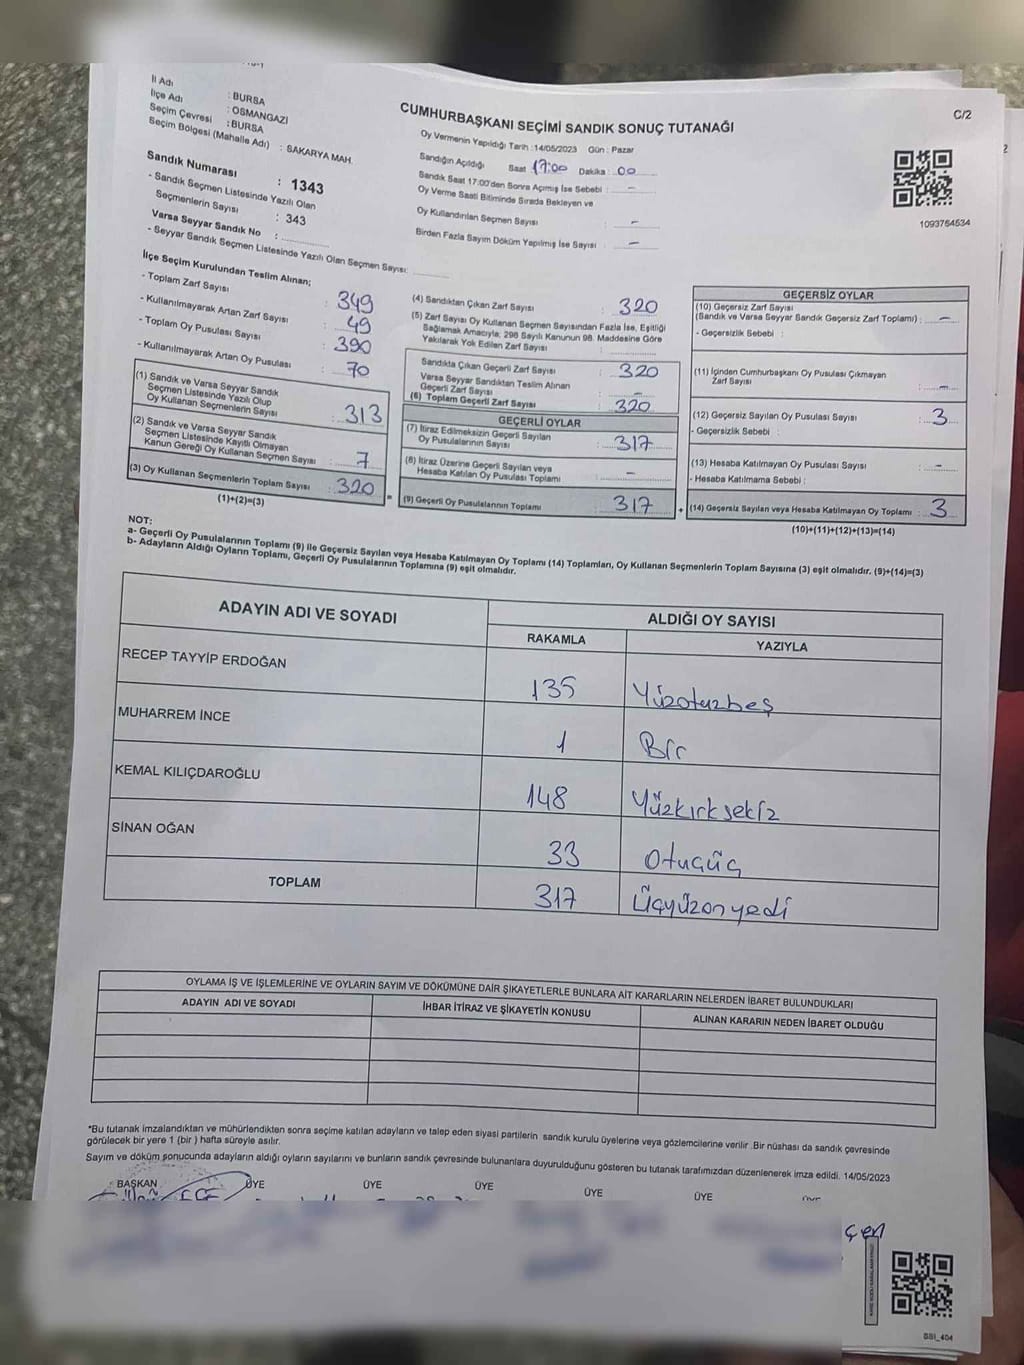 İl Adı : BURSA
İlçe Adı : OSMANGAZİ
Seçim Çevresi : BURSA
Seçim Bölgesi (Mahalle Adı) : SAKARYA MAH.
Sandık Numarası : 1343
- Sandık Seçmen Listesinde Yazılı Olan
Seçmenlerin Sayısı : 343
Varsa Seyyar Sandık No :
- Seyyar Sandık Seçmen Listesinde Yazılı Olan Seçmen Sayısı:
C/2
CUMHURBAŞKANI SEÇİMİ SANDIK SONUÇ TUTANAĞI
Oy Vermenin Yapıldığı Tarih :14/05/2023 Gün : Pazar
Sandığın Açıldığı Saat 17:00 Dakika : 00
Sandık Saat 17.00'den Sonra Açılmış İse Sebebi : -
Oy Verme Saati Bitiminde Sırada Bekleyen ve
Oy Kullandırılan Seçmen Sayısı : -
Birden Fazla Sayım Döküm Yapılmış İse Sayısı : -
1093764534
İlçe Seçim Kurulundan Teslim Alınan;
- Toplam Zarf Sayısı : 349
- Kullanılmayarak Artan Zarf Sayısı : 49
- Toplam Oy Pusulası Sayısı : 390
- Kullanılmayarak Artan Oy Pusulası : 70
(1) Sandık ve Varsa Seyyar Sandık
Seçmen Listesinde Yazılı Olup
Oy Kullanan Seçmenlerin Sayısı : 313
(2) Sandık ve Varsa Seyyar Sandık
Seçmen Listesinde Kayıtlı Olmayan
Kanun Gereği Oy Kullanan Seçmen Sayısı : 7
(3) Oy Kullanan Seçmenlerin Toplam Sayısı : 320
(1)+(2)=(3)
(4) Sandıktan Çıkan Zarf Sayısı : 320
(5) Zarf Sayısı Oy Kullanan Seçmen Sayısından Fazla İse, Eşitliği
Sağlamak Amacıyla; 298 Sayılı Kanunun 98. Maddesine Göre
Yakılarak Yok Edilen Zarf Sayısı :
Sandıkta Çıkan Geçerli Zarf Sayısı : 320
Varsa Seyyar Sandıktan Teslim Alınan
Geçerli Zarf Sayısı : -
(6) Toplam Geçerli Zarf Sayısı : 320
GEÇERLİ OYLAR
(7) İtiraz Edilmeksizin Geçerli Sayılan
Oy Pusulalarının Sayısı : 317
(8) İtiraz Üzerine Geçerli Sayılan veya
Hesaba Katılan Oy Pusulası Toplamı : -
= (9) Geçerli Oy Pusulalarının Toplamı : 317
GEÇERSİZ OYLAR
(10) Geçersiz Zarf Sayısı
(Sandık ve Varsa Seyyar Sandık Geçersiz Zarf Toplamı) : -
- Geçersizlik Sebebi :
(11) İçinden Cumhurbaşkanı Oy Pusulası Çıkmayan
Zarf Sayısı : -
(12) Geçersiz Sayılan Oy Pusulası Sayısı : 3
- Geçersizlik Sebebi :
(13) Hesaba Katılmayan Oy Pusulası Sayısı : -
- Hesaba Katılmama Sebebi :
+ (14) Geçersiz Sayılan veya Hesaba Katılmayan Oy Toplamı : 3
(10)+(11)+(12)+(13)=(14)
NOT:
a- Geçerli Oy Pusulalarının Toplamı (9) ile Geçersiz Sayılan veya Hesaba Katılmayan Oy Toplamı (14) Toplamları, Oy Kullanan Seçmenlerin Toplam Sayısına (3) eşit olmalıdır. (9)+(14)=(3)
b- Adayların Aldığı Oyların Toplamı, Geçerli Oy Pusulalarının Toplamına (9) eşit olmalıdır.
ADAYIN ADI VE SOYADI ALDIĞI OY SAYISI
RAKAMLA YAZIYLA
RECEP TAYYİP ERDOĞAN 135 Yüzotuzbeş
MUHARREM İNCE 1 Bir
KEMAL KILIÇDAROĞLU 148 Yüzkırksekiz
SİNAN OĞAN 33 Otuzüç
TOPLAM 317 Üçyüzonyedi
OYLAMA İŞ VE İŞLEMLERİNE VE OYLARIN SAYIM VE DÖKÜMÜNE DAİR ŞİKAYETLERLE BUNLARA AİT KARARLARIN NELERDEN İBARET BULUNDUKLARI
ADAYIN ADI VE SOYADI İHBAR İTİRAZ VE ŞİKAYETİN KONUSU ALINAN KARARIN NEDEN İBARET OLDUĞU
*Bu tutanak imzalandıktan ve mühürlendikten sonra seçime katılan adayların ve talep eden siyasi partilerin sandık kurulu üyelerine veya gözlemcilerine verilir .Bir nüshası da sandık çevresinde
görülecek bir yere 1 (bir ) hafta süreyle asılır.
Sayım ve döküm sonucunda adayların aldığı oyların sayılarını ve bunların sandık çevresinde bulunanlara duyurulduğunu gösteren bu tutanak tarafımızdan düzenlenerek imza edildi. 14/05/2023
BAŞKAN ÜYE ÜYE ÜYE ÜYE ÜYE
BSI_404